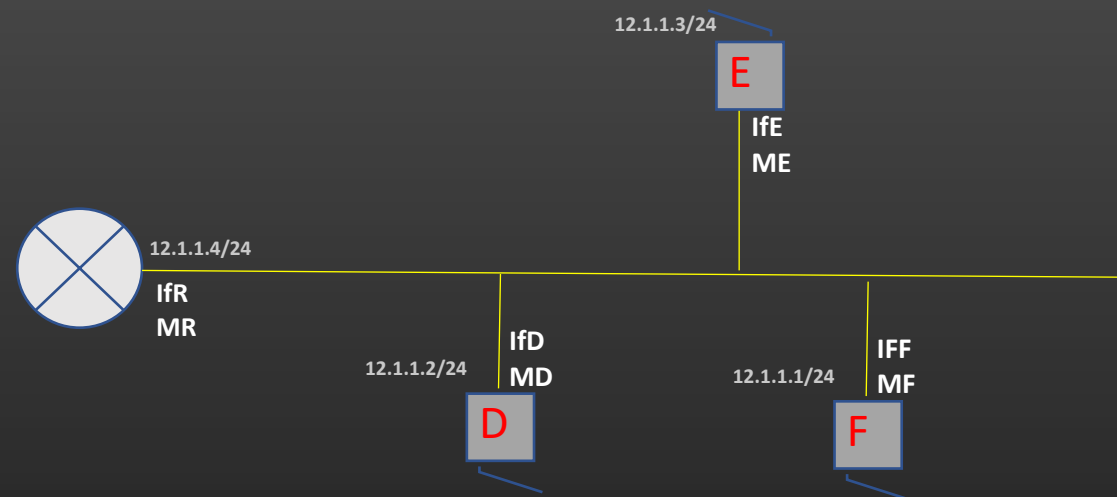 12.1.1.3/24
E
IfE
ME
12.1.1.4/24
IfR
MR
IfD
MD
12.1.1.2/24
D
IFF
MF
12.1.1.1/24
F